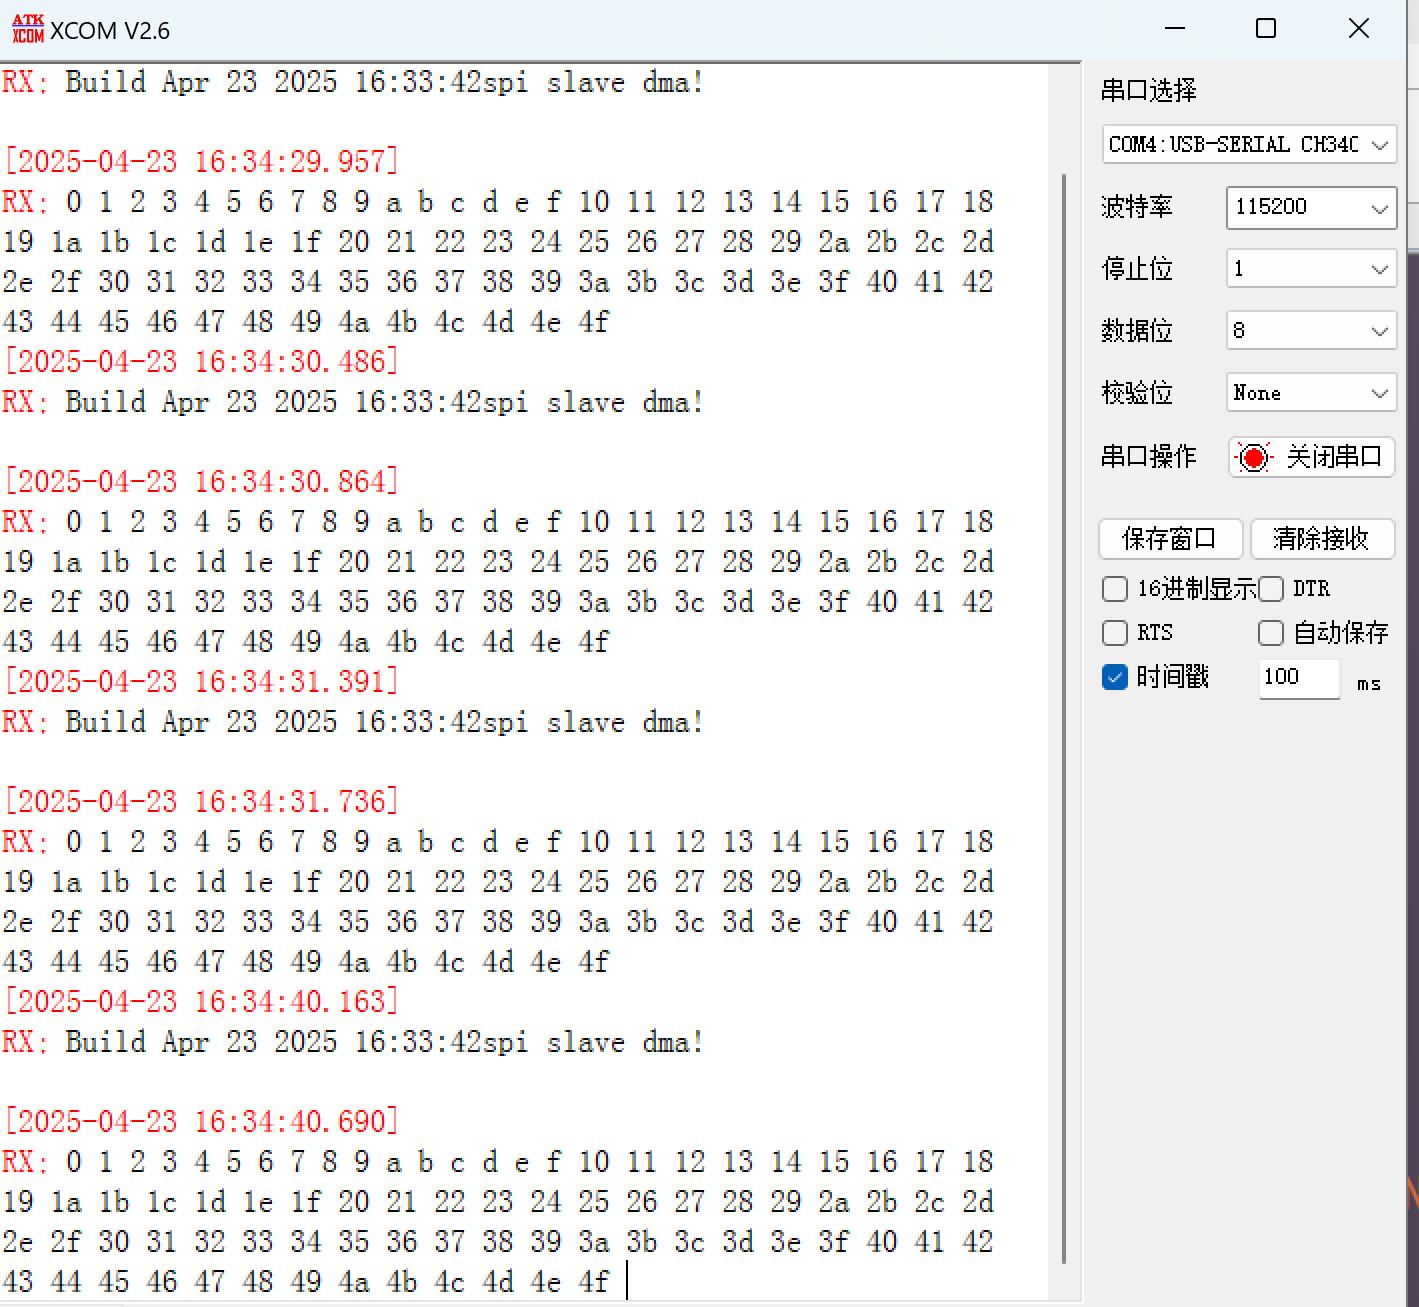 ATK
XCOM
XCOM V2.6
RX: Build Apr 23 2025 16:33:42spi slave dma!
[2025-04-23 16:34:29.957]
RX: 0 1 2 3 4 5 6 7 8 9 a b c d e f 10 11 12 13 14 15 16 17 18
19 1a 1b 1c 1d 1e 1f 20 21 22 23 24 25 26 27 28 29 2a 2b 2c 2d
2e 2f 30 31 32 33 34 35 36 37 38 39 3a 3b 3c 3d 3e 3f 40 41 42
43 44 45 46 47 48 49 4a 4b 4c 4d 4e 4f
[2025-04-23 16:34:30.486]
RX: Build Apr 23 2025 16:33:42spi slave dma!
[2025-04-23 16:34:30.864]
RX: 0 1 2 3 4 5 6 7 8 9 a b c d e f 10 11 12 13 14 15 16 17 18
19 1a 1b 1c 1d 1e 1f 20 21 22 23 24 25 26 27 28 29 2a 2b 2c 2d
2e 2f 30 31 32 33 34 35 36 37 38 39 3a 3b 3c 3d 3e 3f 40 41 42
43 44 45 46 47 48 49 4a 4b 4c 4d 4e 4f
[2025-04-23 16:34:31.391]
RX: Build Apr 23 2025 16:33:42spi slave dma!
[2025-04-23 16:34:31.736]
RX: 0 1 2 3 4 5 6 7 8 9 a b c d e f 10 11 12 13 14 15 16 17 18
19 1a 1b 1c 1d 1e 1f 20 21 22 23 24 25 26 27 28 29 2a 2b 2c 2d
2e 2f 30 31 32 33 34 35 36 37 38 39 3a 3b 3c 3d 3e 3f 40 41 42
43 44 45 46 47 48 49 4a 4b 4c 4d 4e 4f
[2025-04-23 16:34:40.163]
RX: Build Apr 23 2025 16:33:42spi slave dma!
[2025-04-23 16:34:40.690]
RX: 0 1 2 3 4 5 6 7 8 9 a b c d e f 10 11 12 13 14 15 16 17 18
19 1a 1b 1c 1d 1e 1f 20 21 22 23 24 25 26 27 28 29 2a 2b 2c 2d
2e 2f 30 31 32 33 34 35 36 37 38 39 3a 3b 3c 3d 3e 3f 40 41 42
43 44 45 46 47 48 49 4a 4b 4c 4d 4e 4f
串口选择
COM4:USB-SERIAL CH34(
波特率 115200
停止位 1
数据位 8
校验位 None
串口操作 关闭串口
保存窗口 清除接收
16进制显示 DTR
RTS 自动保存
时间戳 100 ms